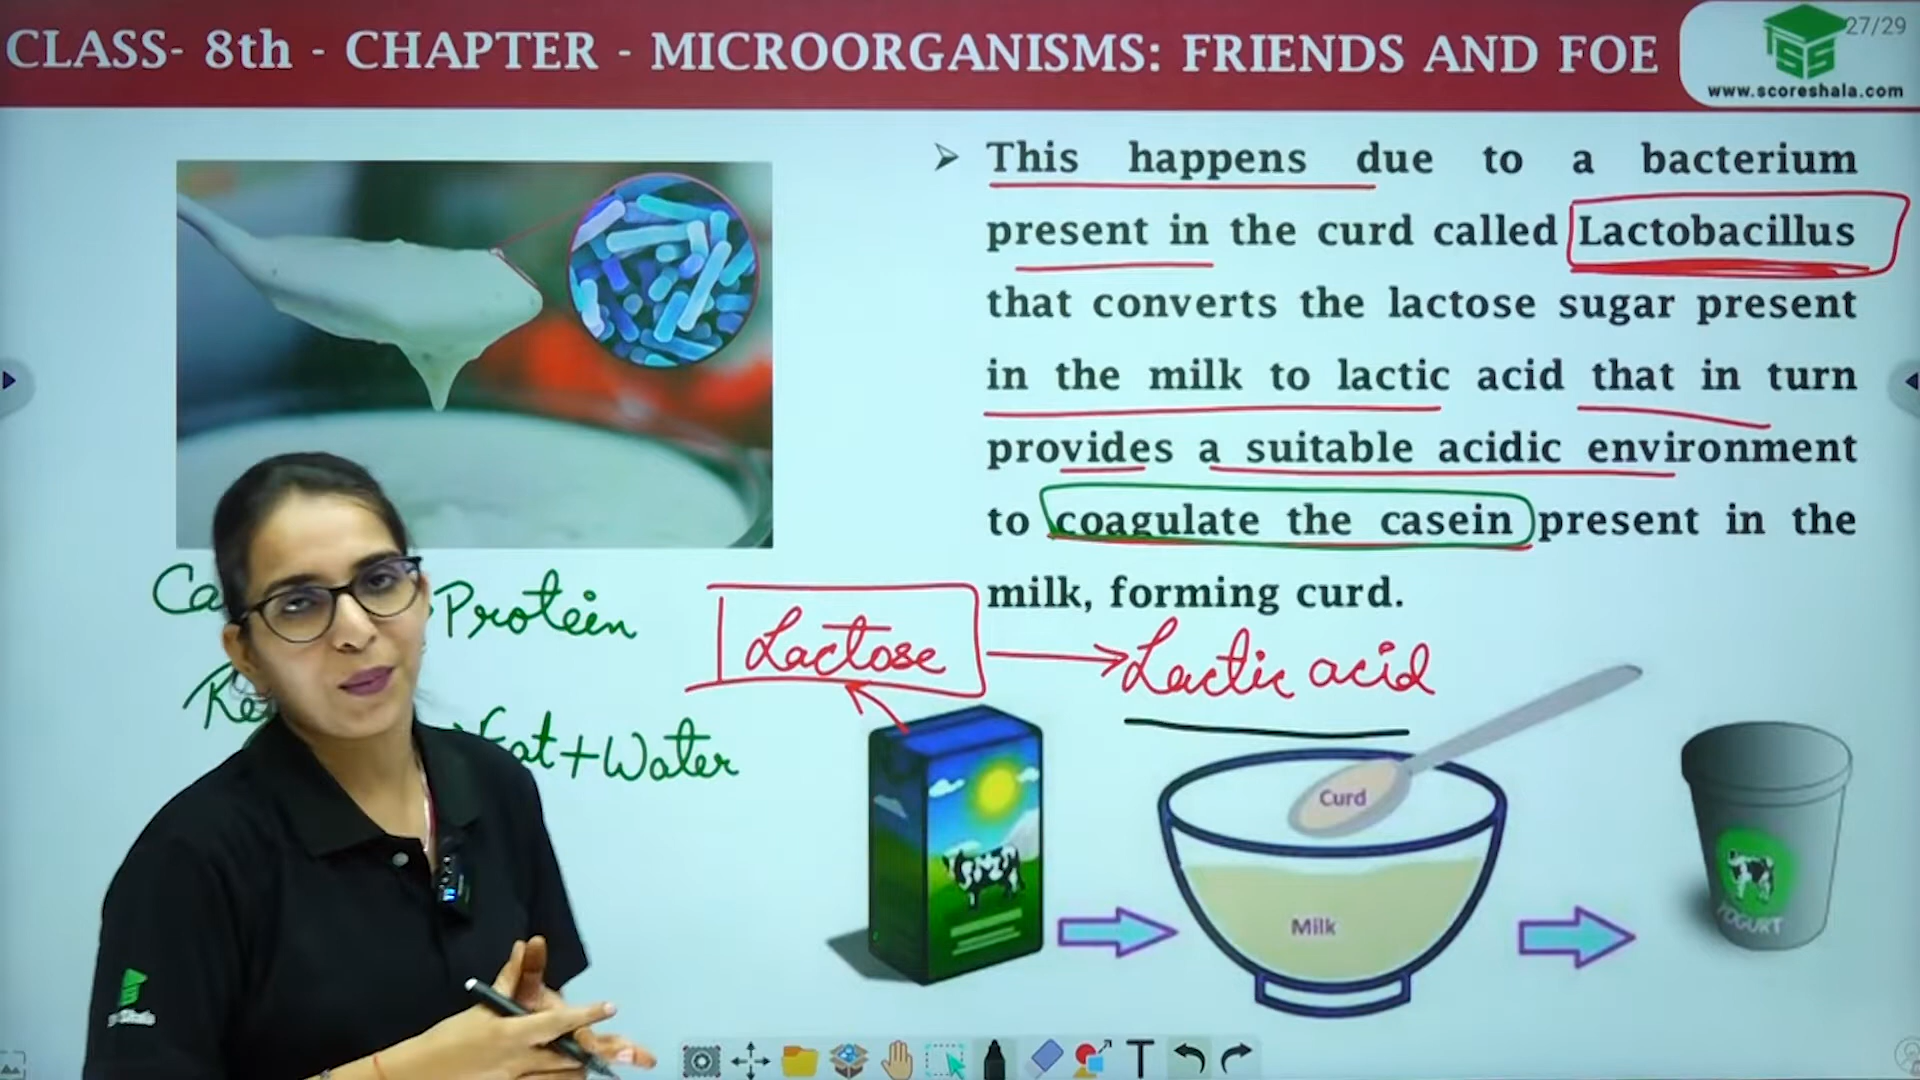 CLASS- 8th - CHAPTER - MICROORGANISMS: FRIENDS AND FOE
27/29
www.scoreshala.com
➢ This happens due to a bacterium
present in the curd called Lactobacillus
that converts the lactose sugar present
in the milk to lactic acid that in turn
provides a suitable acidic environment
to coagulate the casein present in the
milk, forming curd.
Protein
Lactose → Lactic acid
Fat+Water
Curd
Milk
YOGURT
T